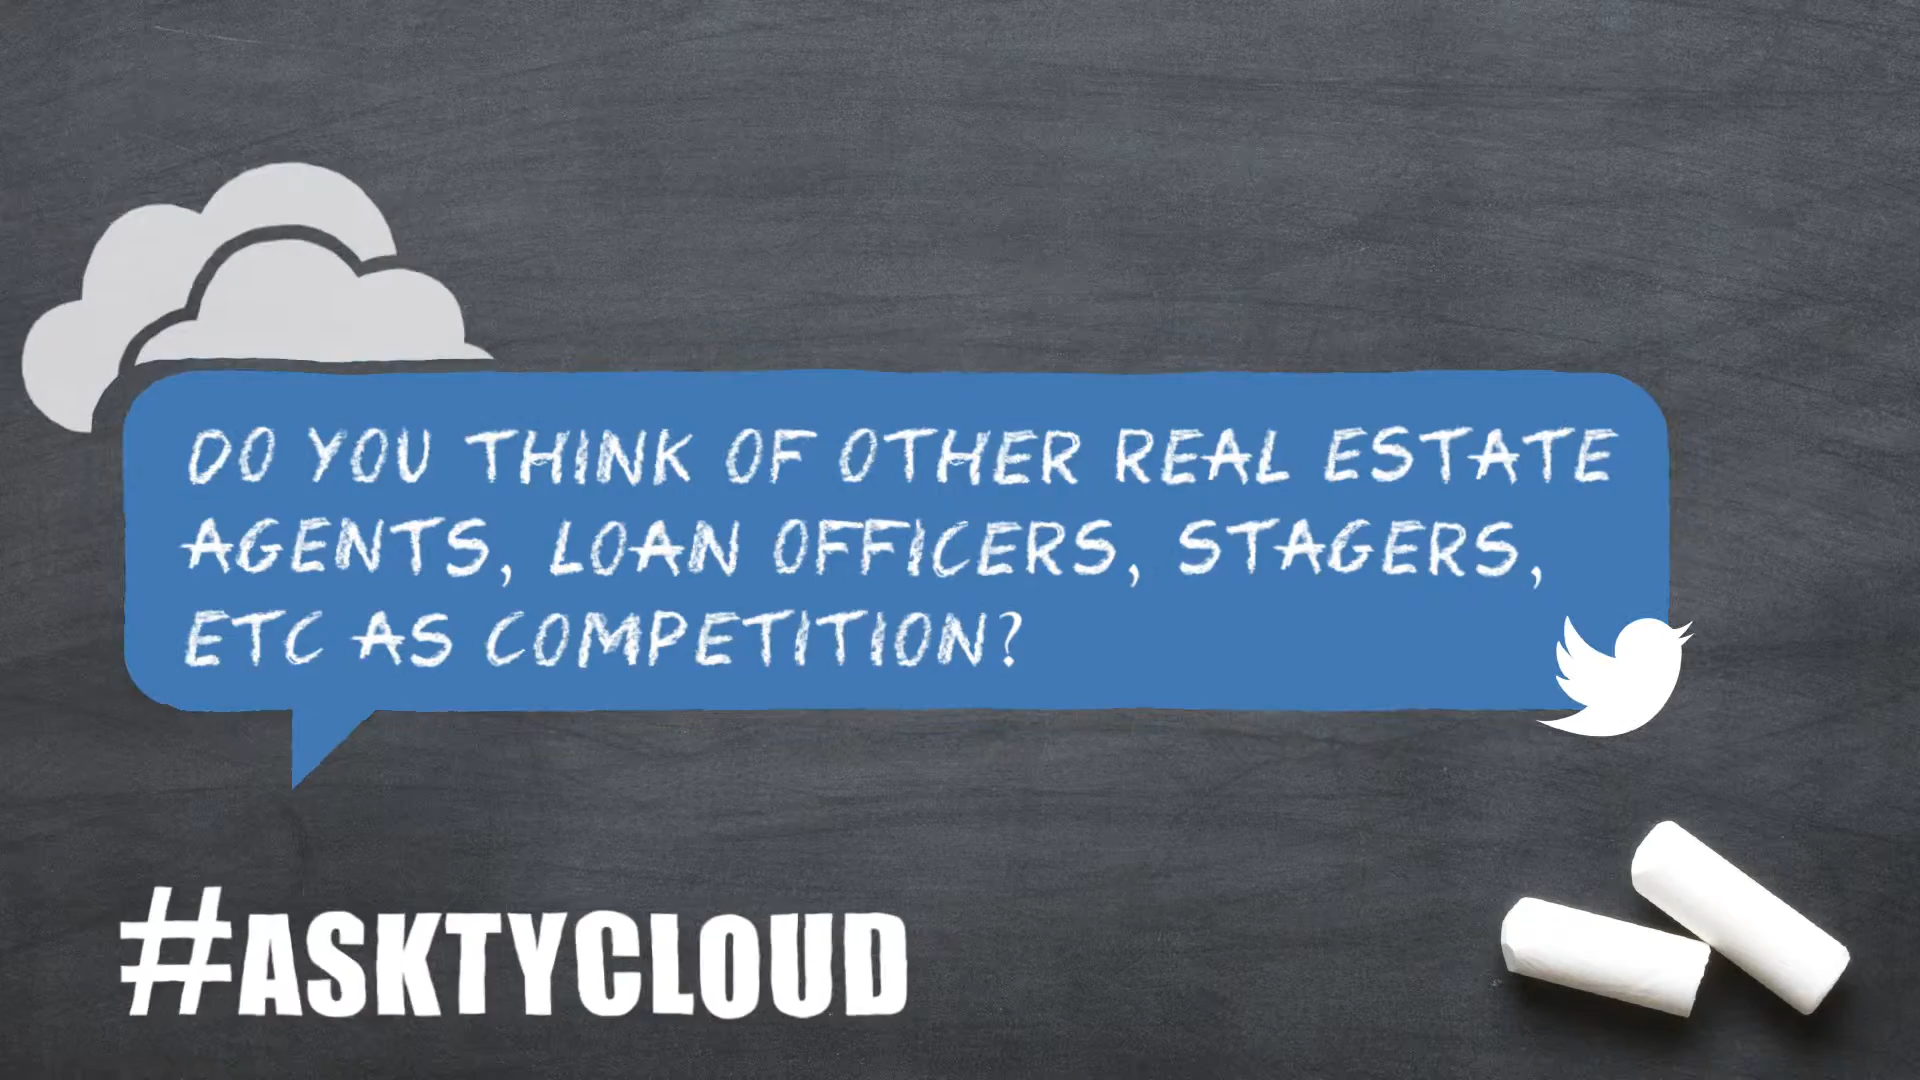 DO YOU THINK OF OTHER REAL ESTATE
AGENTS, LOAN OFFICERS, STAGERS,
ETC AS COMPETITION?
#ASKTYCLOUD